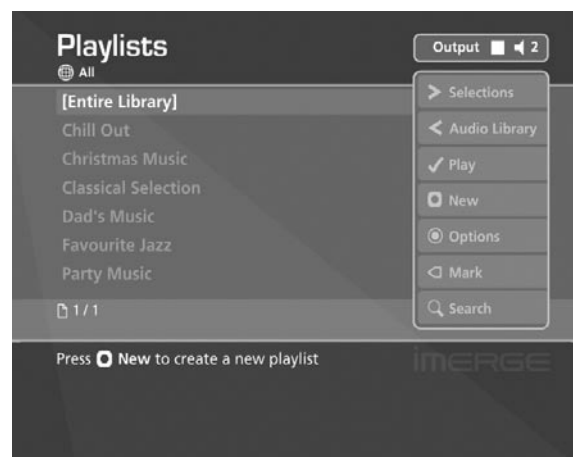 Playlists
All
Output 2
[Entire Library]
Chill Out
Christmas Music
Classical Selection
Dad's Music
Favourite Jazz
Party Music
1 / 1
Selections
Audio Library
Play
New
Options
Mark
Search
Press New to create a new playlist
imerge